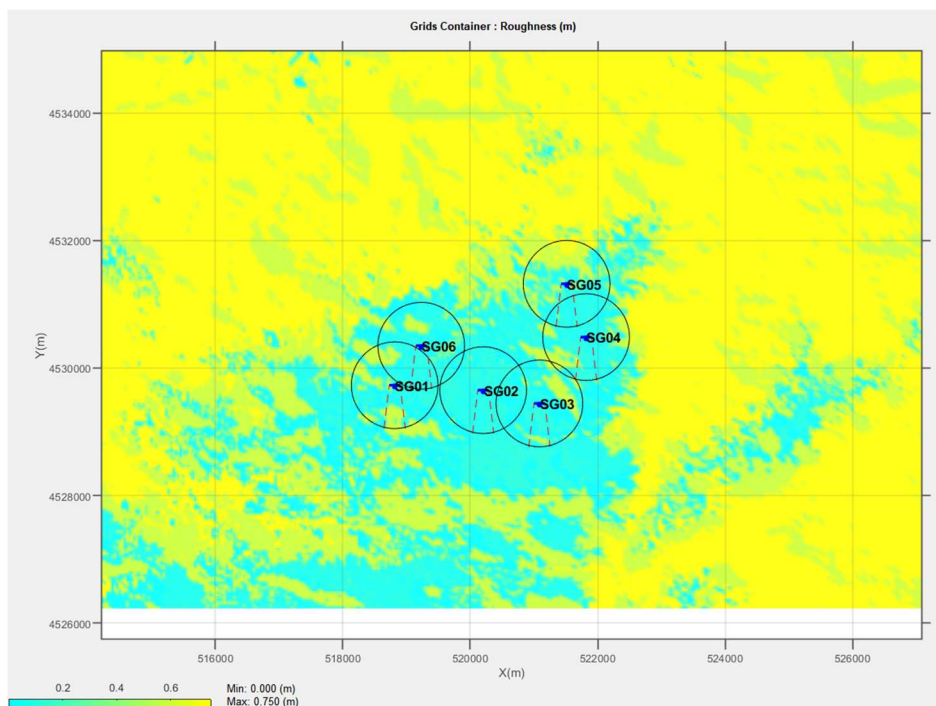 Grids Container : Roughness (m)
4534000
4532000
4530000
4528000
4526000
Y(m)
SG05
SG04
SG06
SG01
SG02
SG03
516000
518000
520000
522000
524000
526000
X(m)
0.2
0.4
0.6
Min: 0.000 (m)
Max: 0.750 (m)